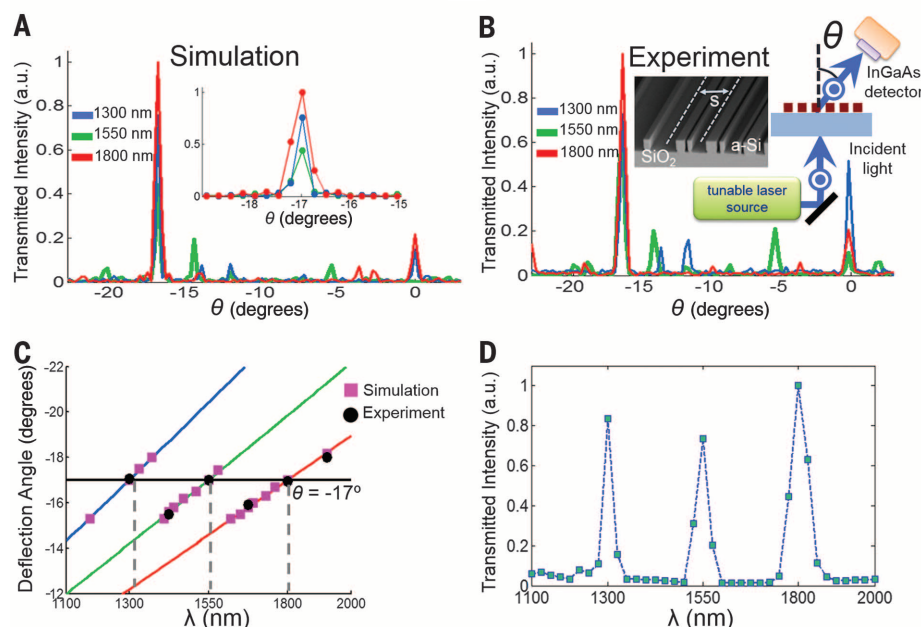 A
Simulation
Transmitted Intensity (a.u.)
1
0.8
0.6
0.4
0.2
0
1300 nm
1550 nm
1800 nm
1
0.5
0
-18
-17
-16
-15
θ (degrees)
-20
-15
-10
-5
0
θ (degrees)
B
Experiment
Transmitted Intensity (a.u.)
1
0.8
0.6
0.4
0.2
0
1300 nm
1550 nm
1800 nm
S
SiO2
a-Si
θ
InGaAs
detector
Incident
light
tunable laser
source
-20
-15
-10
-5
0
θ (degrees)
C
Deflection Angle (degrees)
-22
-20
-18
-16
-14
-12
Simulation
Experiment
θ = -17º
1100
1300
1550
1800
2000
λ (nm)
D
Transmitted Intensity (a.u.)
1
0.8
0.6
0.4
0.2
0
1100
1300
1550
1800
2000
λ (nm)